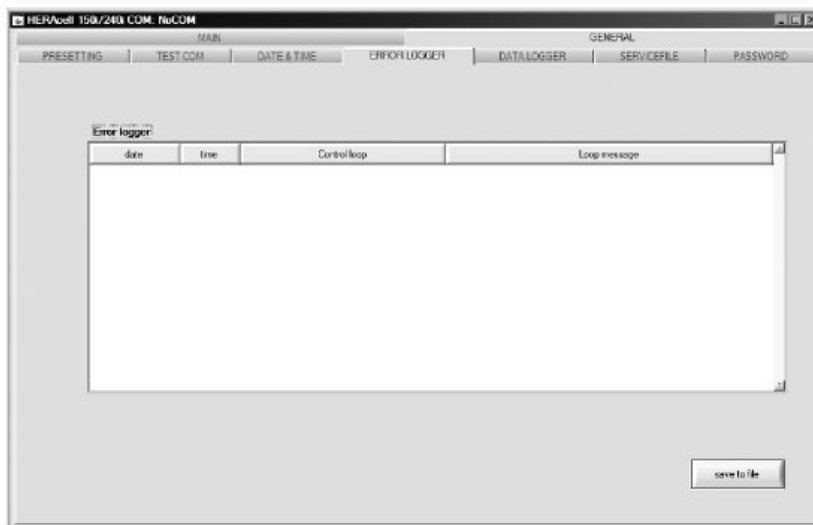 HERAcell 150i/240i COM: NoCOM
MAIN GENERAL
PRESETTING TEST COM DATE & TIME ERROR LOGGER DATA LOGGER SERVICEFILE PASSWORD
Error logger
date time Control loop Loop message
save to file